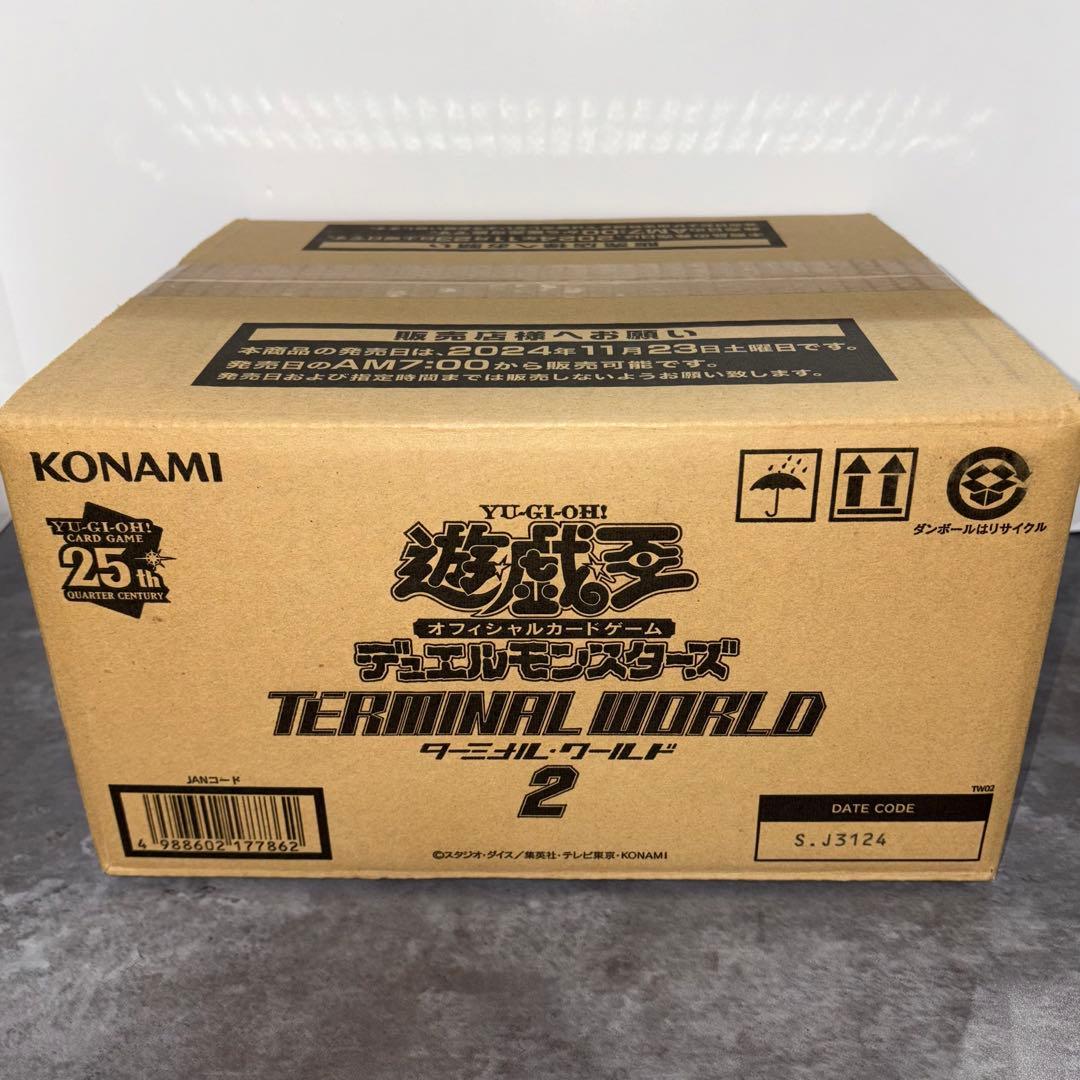 販売店様へお願い
販売店様へお願い
本商品の発売日は、2024年11月23日土曜日です。
発売日のAM7:00から販売可能です。
発売日および指定時間までは販売しないようお願い致します。
KONAMI
YU-GI-OH!
CARD GAME
25th
QUARTER CENTURY
YU-GI-OH!
遊戯王
オフィシャルカードゲーム
デュエルモンスターズ
TERMINAL WORLD
ターミナル・ワールド
2
ダンボールはリサイクル
JANコード
4 988602 177862
©スタジオ・ダイス/集英社・テレビ東京・KONAMI
TW02
DATE CODE
S.J3124